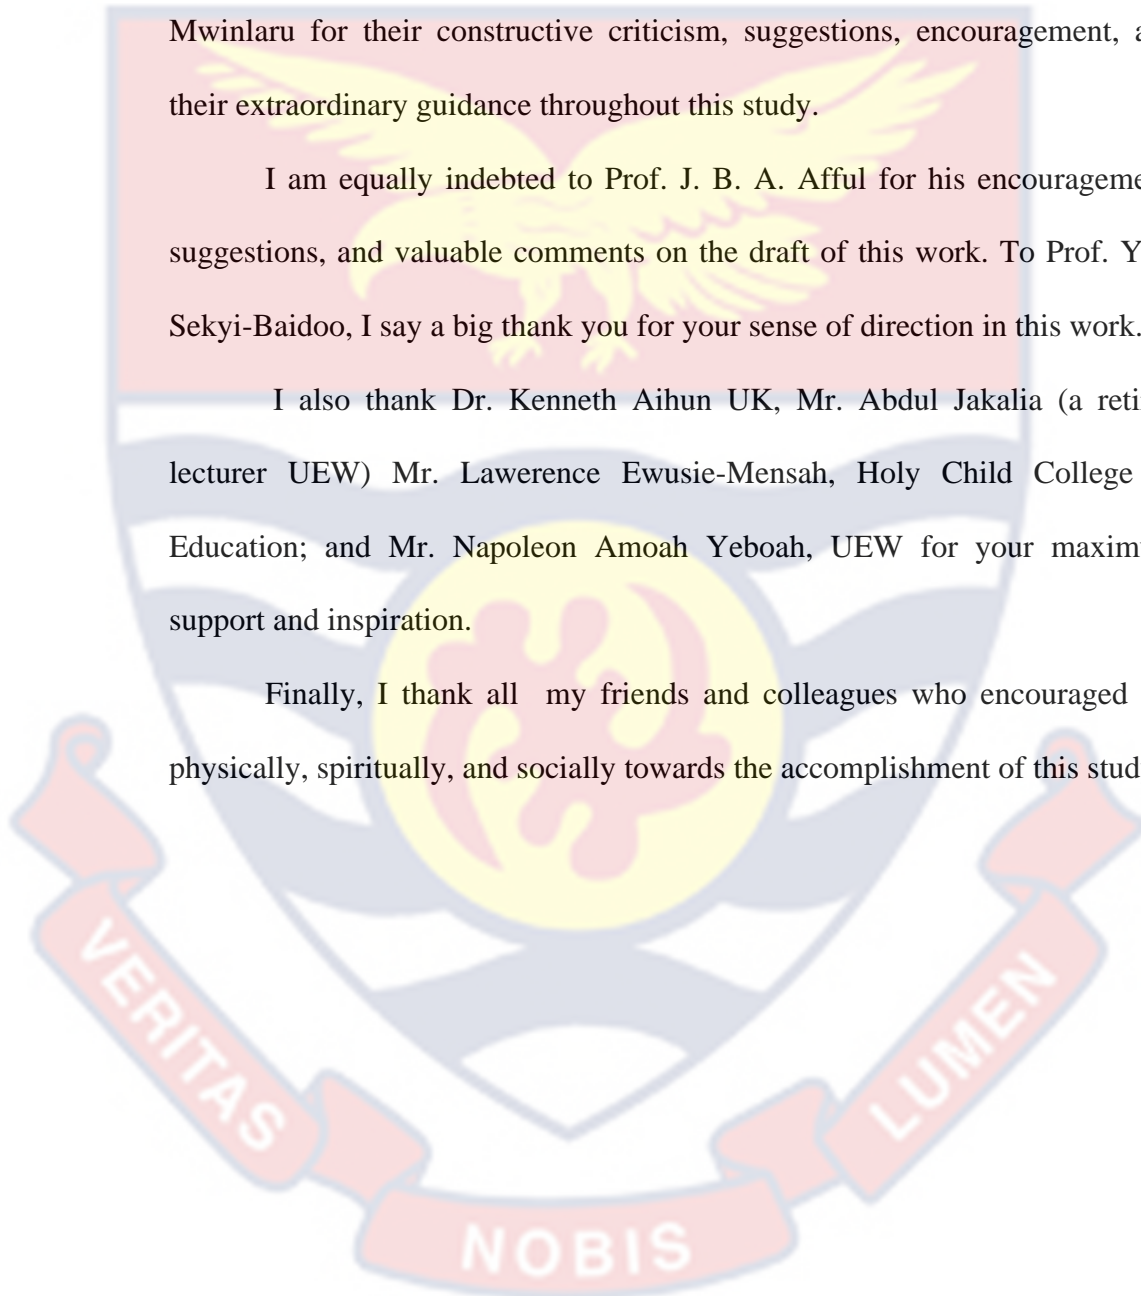 Mwinlaru for their constructive criticism, suggestions, encouragement, a
their extraordinary guidance throughout this study.
I am equally indebted to Prof. J. B. A. Afful for his encourageme
suggestions, and valuable comments on the draft of this work. To Prof. Y
Sekyi-Baidoo, I say a big thank you for your sense of direction in this work.
I also thank Dr. Kenneth Aihun UK, Mr. Abdul Jakalia (a reti
lecturer UEW) Mr. Lawerence Ewusie-Mensah, Holy Child College
Education; and Mr. Napoleon Amoah Yeboah, UEW for your maxim
support and inspiration.
Finally, I thank all my friends and colleagues who encouraged
physically, spiritually, and socially towards the accomplishment of this stud
VERITAS
NOBIS
LUMEN